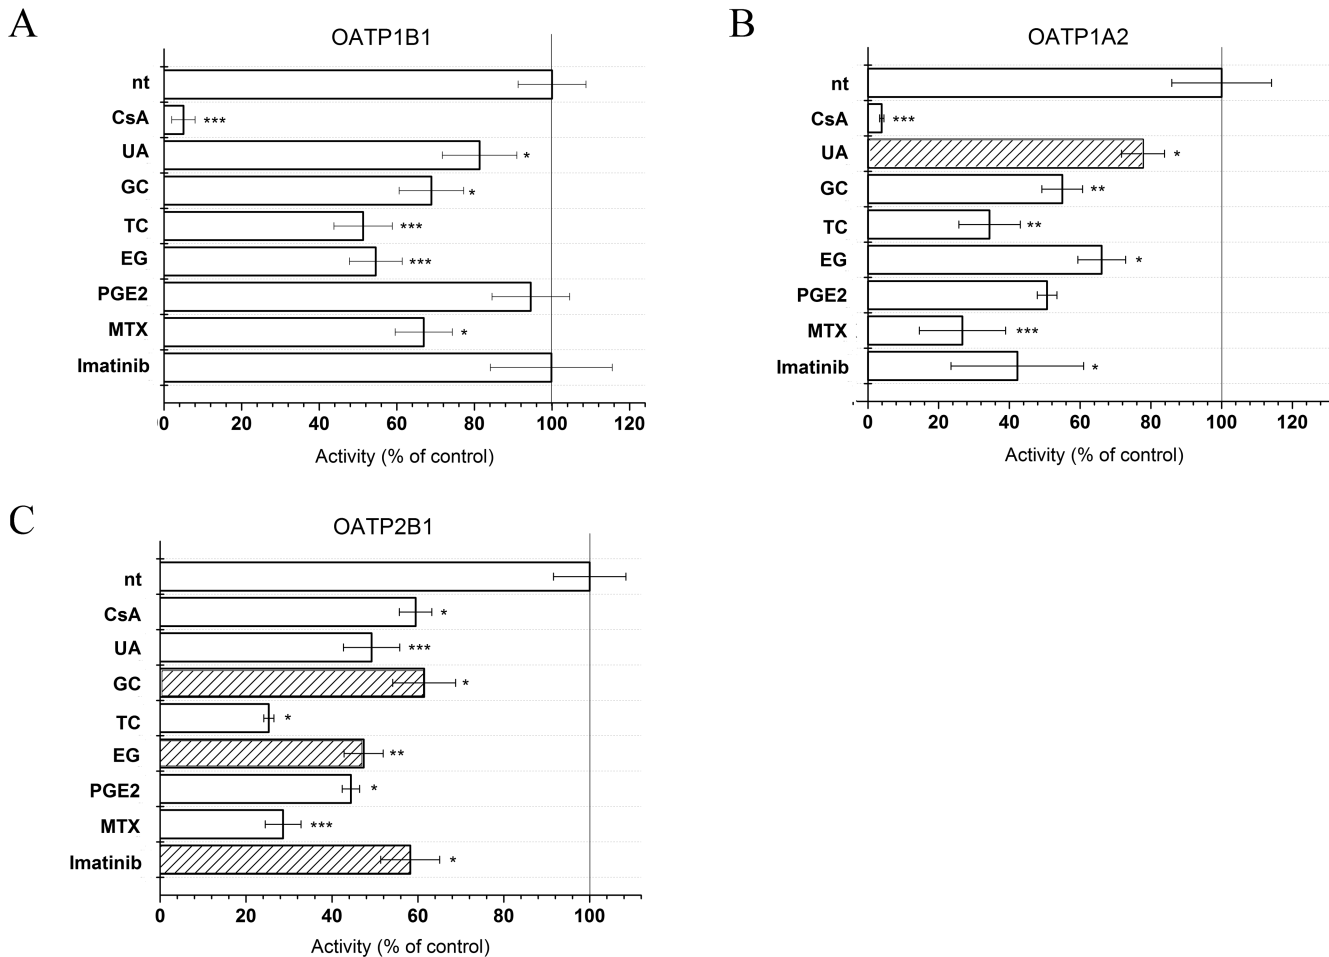 A
OATP1B1
nt
CsA ***
UA *
GC *
TC ***
EG ***
PGE2
MTX *
Imatinib
0 20 40 60 80 100 120
Activity (% of control)
B
OATP1A2
nt
CsA ***
UA *
GC **
TC **
EG *
PGE2
MTX ***
Imatinib *
0 20 40 60 80 100 120
Activity (% of control)
C
OATP2B1
nt
CsA *
UA ***
GC *
TC *
EG **
PGE2 *
MTX ***
Imatinib *
0 20 40 60 80 100
Activity (% of control)